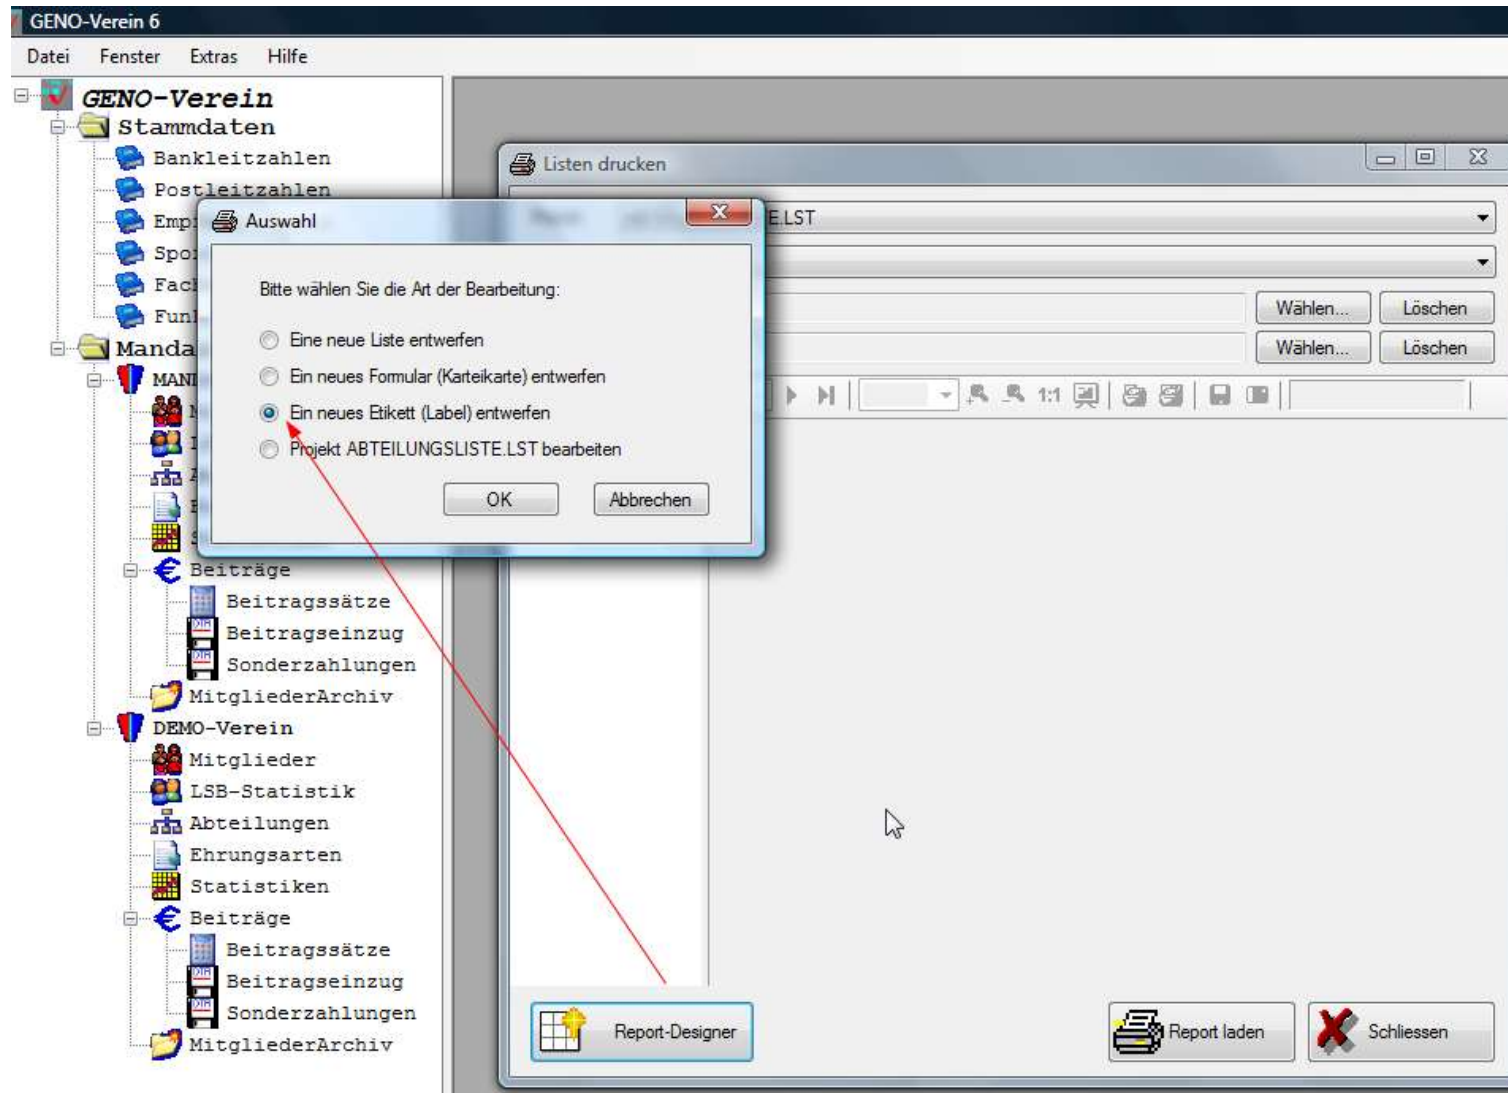 GENO-Verein 6
Datei Fenster Extras Hilfe
GENO-Verein
Stammdaten
Bankleitzahlen
Postleitzahlen
Mitglieder
LSB-Statistik
Abteilungen
Ehrungsarten
Statistiken
Beiträge
Beitragssätze
Beitragseinzug
Sonderzahlungen
MitgliederArchiv
DEMO-Verein
Beiträge
Beitragssätze
Beitragseinzug
Sonderzahlungen
MitgliederArchiv
Listen drucken
E.LST
Wählen... Löschen
Wählen... Löschen
1:1
Auswahl
Bitte wählen Sie die Art der Bearbeitung:
Eine neue Liste entwerfen
Ein neues Formular (Karteikarte) entwerfen
Ein neues Etikett (Label) entwerfen
Projekt ABTEILUNGSLISTE.LST bearbeiten
OK Abbrechen
Report-Designer
Report laden
Schliessen